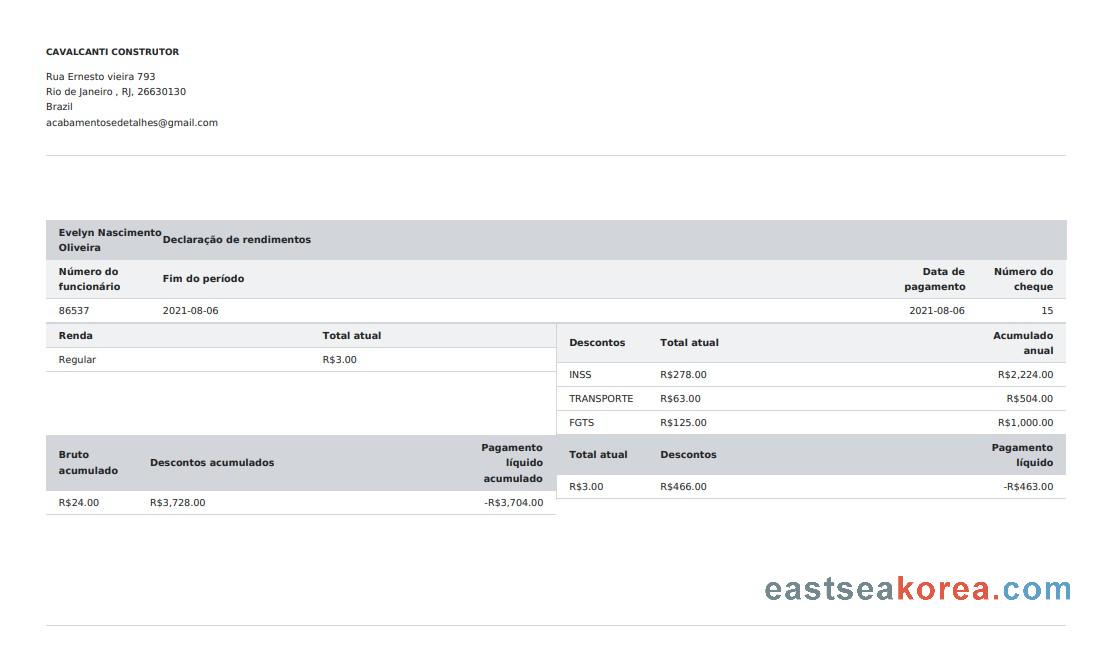 CAVALCANTI CONSTRUTOR
Rua Ernesto vieira 793
Rio de Janeiro , RJ, 26630130
Brazil
acabamentosedetalhes@gmail.com
Evelyn Nascimento
Oliveira
Declaração de rendimentos
Número do
funcionário
Fim do período
Data de
pagamento
Número do
cheque
86537 2021-08-06 2021-08-06 15
Renda Total atual
Regular R$3.00
Descontos Total atual
Acumulado
anual
INSS R$278.00 R$2,224.00
TRANSPORTE R$63.00 R$504.00
FGTS R$125.00 R$1,000.00
Bruto
acumulado
Descontos acumulados
Pagamento
líquido
acumulado
R$24.00 R$3,728.00 -R$3,704.00
Total atual Descontos
Pagamento
líquido
R$3.00 R$466.00 -R$463.00
eastseakorea.com